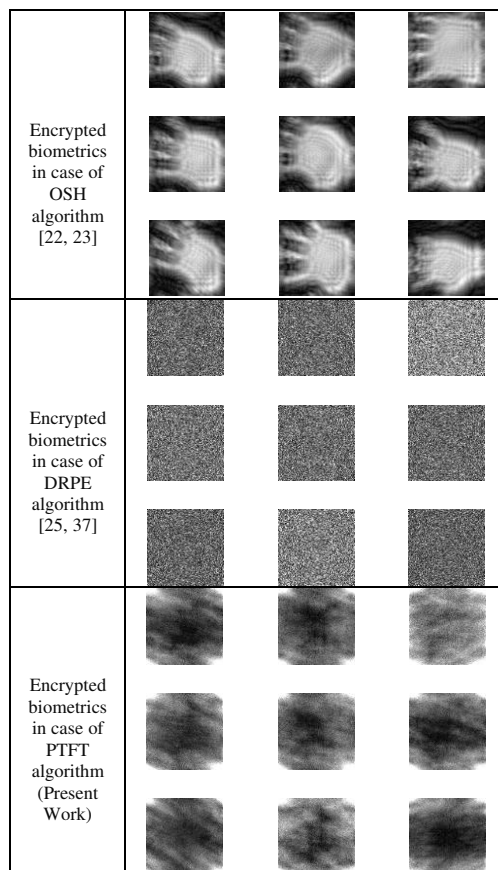 Encrypted
biometrics
in case of
OSH
algorithm
[22, 23]
Encrypted
biometrics
in case of
DRPE
algorithm
[25, 37]
Encrypted
biometrics
in case of
PTFT
algorithm
(Present
Work)